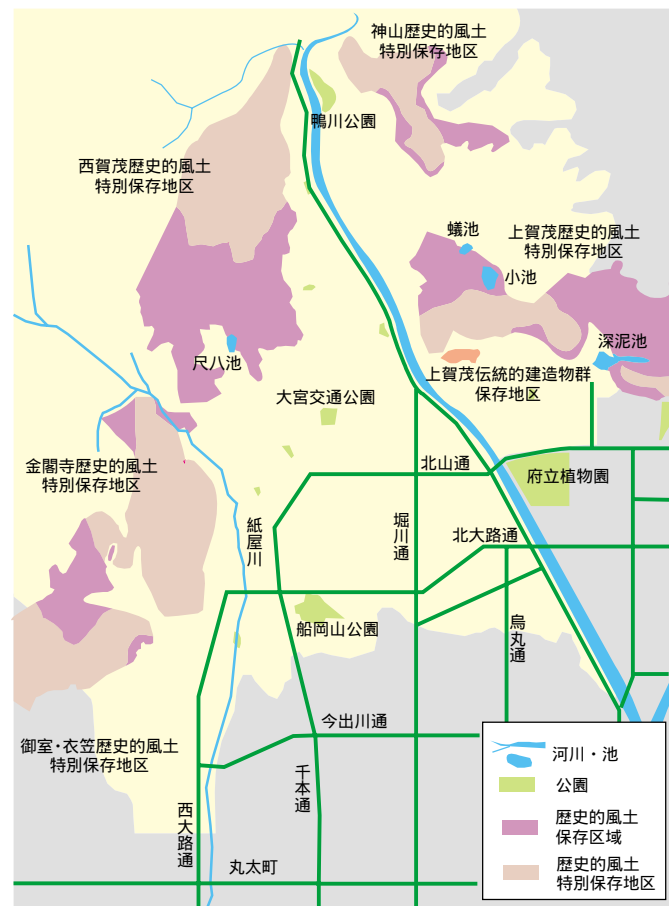 神山歴史的風土
特別保存地区
鴨川公園
西賀茂歴史的風土
特別保存地区
蟻池
上賀茂歴史的風土
特別保存地区
小池
深泥池
尺八池
上賀茂伝統的建造物群
保存地区
大宮交通公園
金閣寺歴史的風土
特別保存地区
北山通
府立植物園
紙屋川
堀川通
北大路通
船岡山公園
烏丸通
今出川通
御室・衣笠歴史的風土
特別保存地区
千本通
西大路通
丸太町
河川・池
公園
歴史的風土
保存区域
歴史的風土
特別保存地区